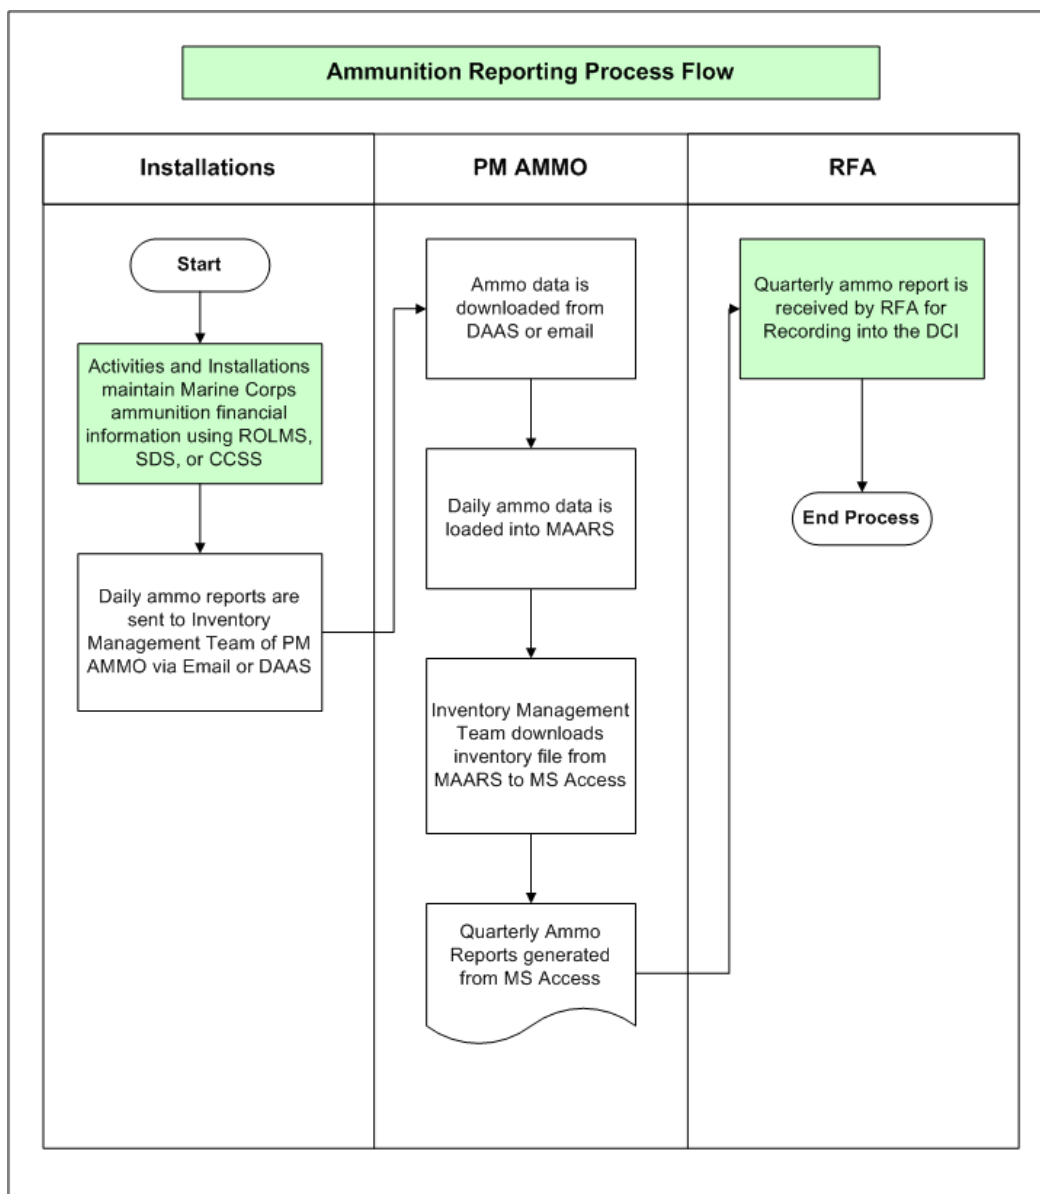 Ammunition Reporting Process Flow
Installations
PM AMMO
RFA
Start
Activities and Installations
maintain Marine Corps
ammunition financial
information using ROLMS,
SDS, or CCSS
Daily ammo reports are
sent to Inventory
Management Team of PM
AMMO via Email or DAAS
Ammo data is
downloaded from
DAAS or email
Daily ammo data is
loaded into MAARS
Inventory Management
Team downloads
inventory file from
MAARS to MS Access
Quarterly Ammo
Reports generated
from MS Access
Quarterly ammo report is
received by RFA for
Recording into the DCI
End Process